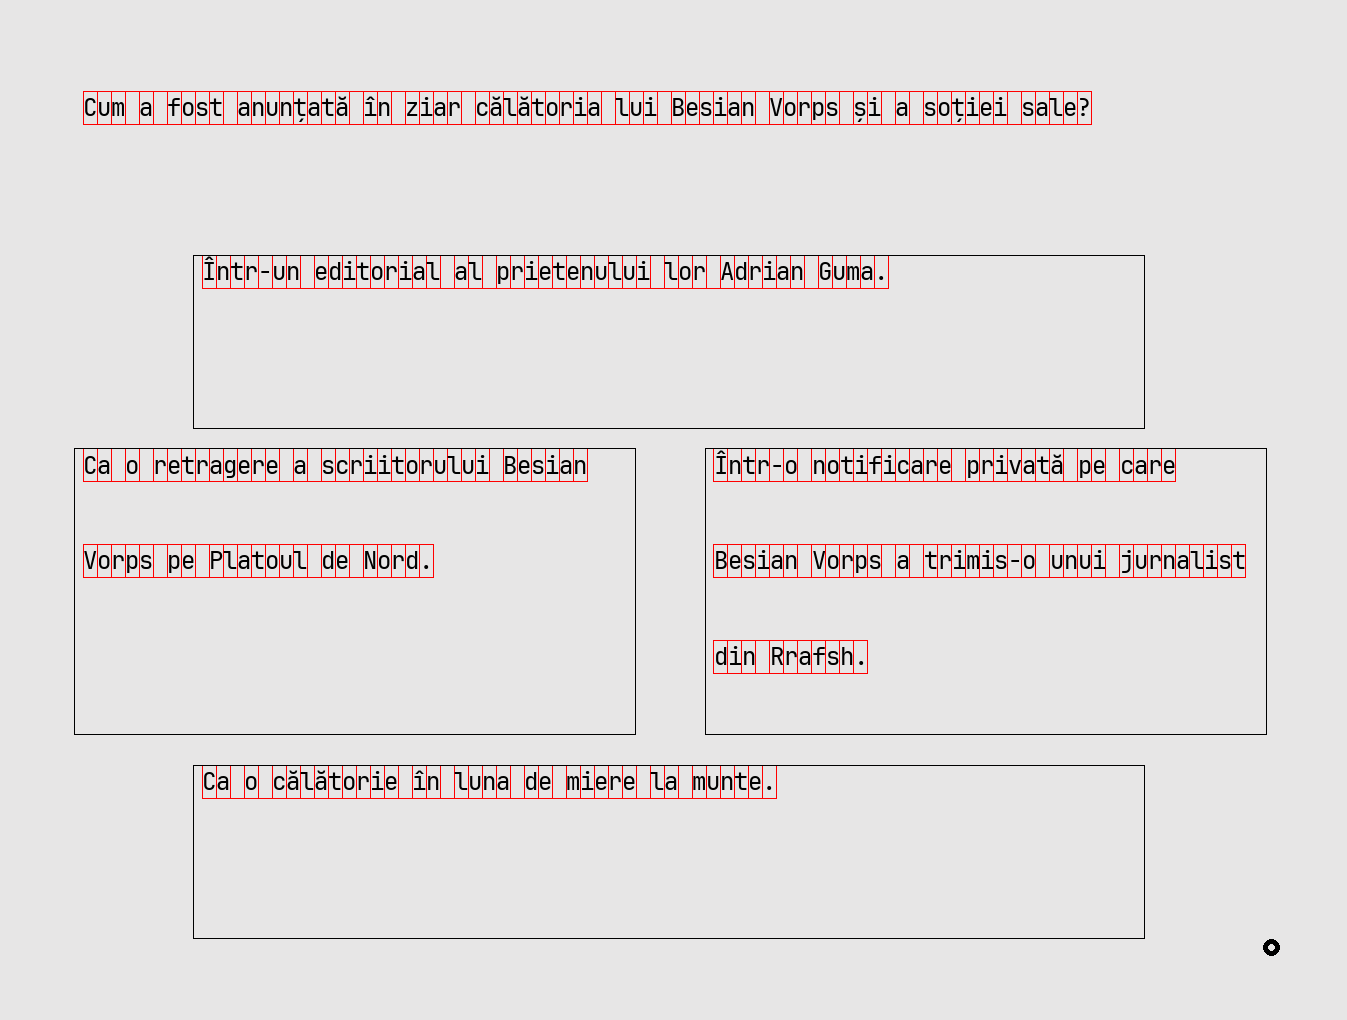 Cum a fost anunțată în ziar călătoria lui Besian Vorps și a soției sale?
Într-un editorial al prietenului lor Adrian Guma.
Ca o retragere a scriitorului Besian
Vorps pe Platoul de Nord.
Într-o notificare privată pe care
Besian Vorps a trimis-o unui jurnalist
din Rrafsh.
Ca o călătorie în luna de miere la munte.